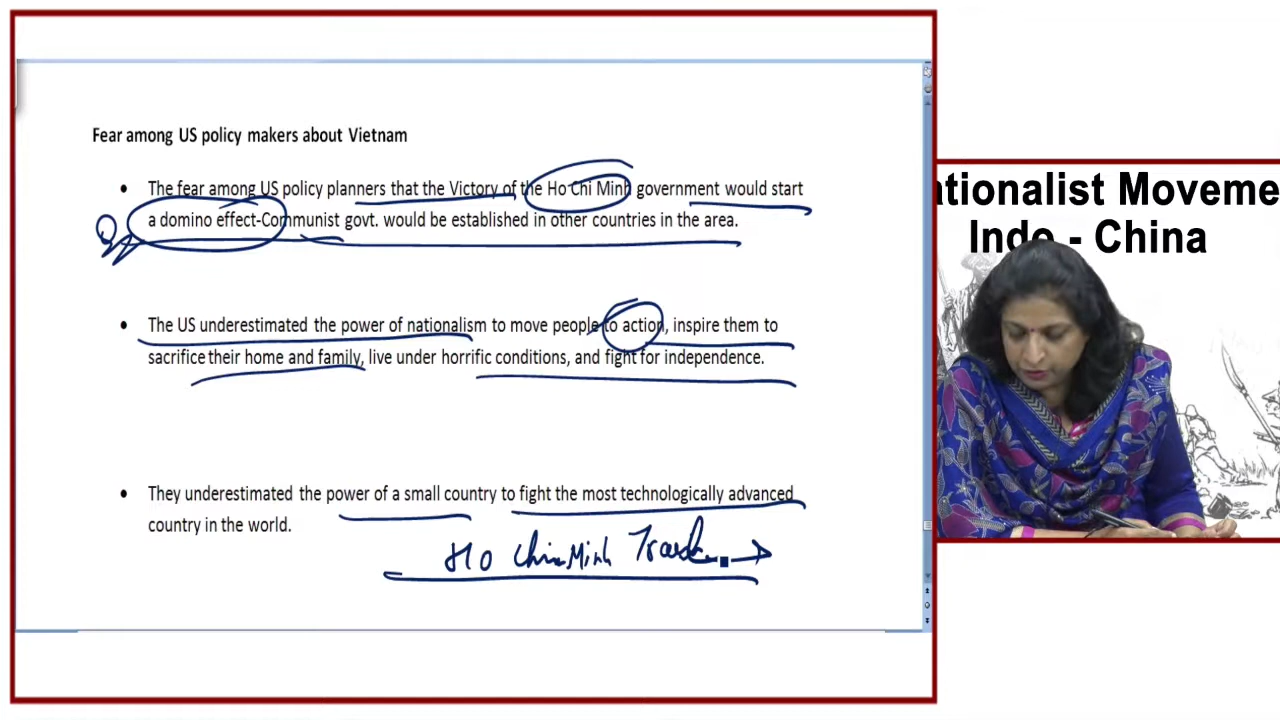 Fear among US policy makers about Vietnam
• The fear among US policy planners that the Victory of the Ho Chi Minh government would start
a domino effect-Communist govt. would be established in other countries in the area.
• The US underestimated the power of nationalism to move people to action, inspire them to
sacrifice their home and family, live under horrific conditions, and fight for independence.
• They underestimated the power of a small country to fight the most technologically advanced
country in the world.
Ho Chi Minh
ationalist Moveme
Indo - China